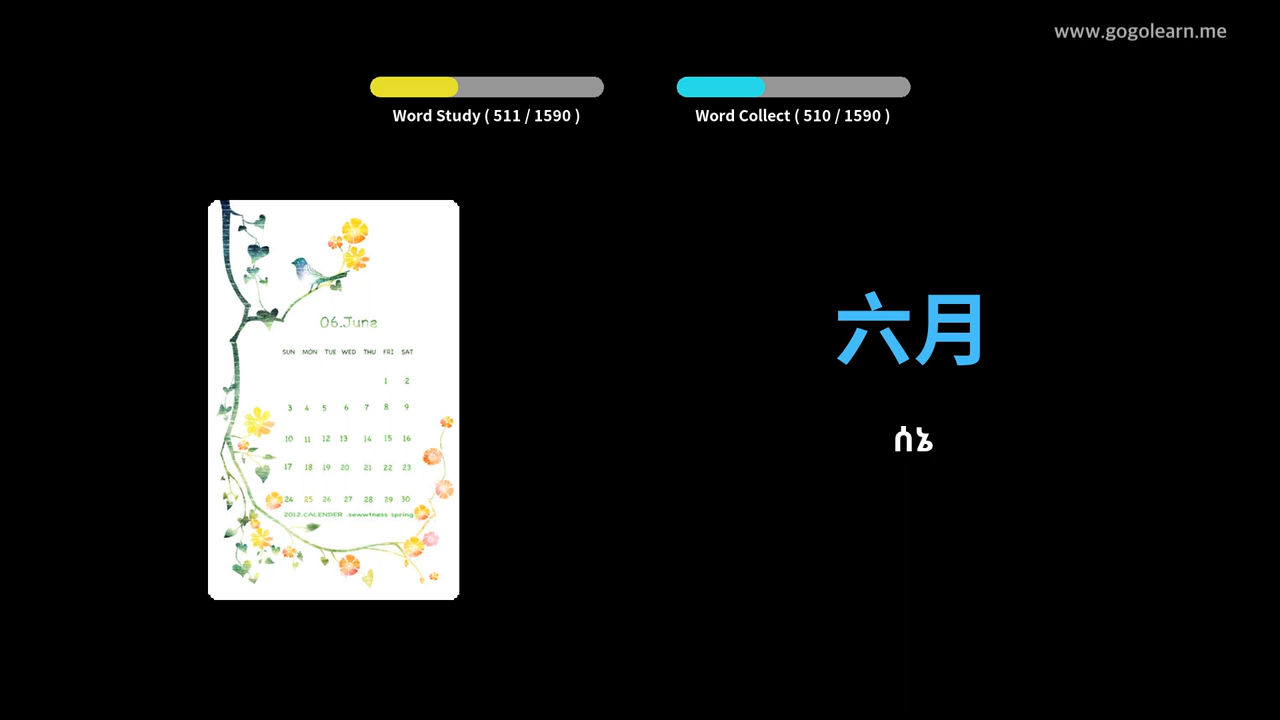 www.gogolearn.me
Word Study ( 511 / 1590 )
Word Collect ( 510 / 1590 )
06.June
SUN MON TUE WED THU FRI SAT
1 2
3 4 5 6 7 8 9
10 11 12 13 14 15 16
17 18 19 20 21 22 23
24 25 26 27 28 29 30
2012.CALENDER .sewwtness spring
六月
ሰኔ